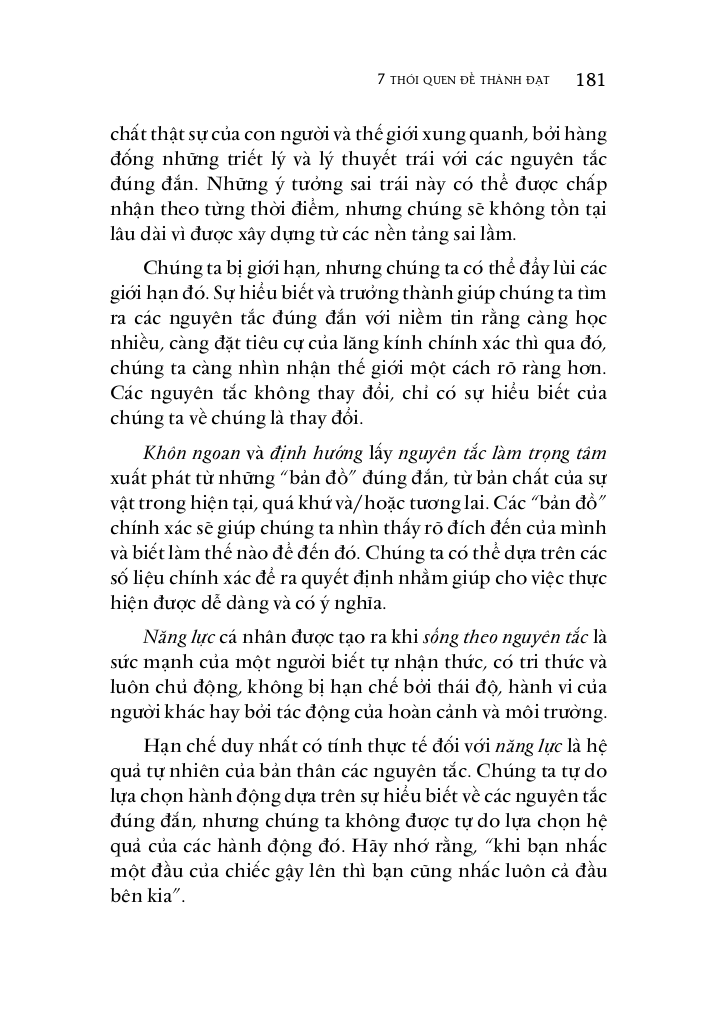 7 THÓI QUEN ĐỂ THÀNH ĐẠT 181
chất thật sự của con người và thế giới xung quanh, bởi hàng
đống những triết lý và lý thuyết trái với các nguyên tắc
đúng đắn. Những ý tưởng sai trái này có thể được chấp
nhận theo từng thời điểm, nhưng chúng sẽ không tồn tại
lâu dài vì được xây dựng từ các nền tảng sai lầm.
Chúng ta bị giới hạn, nhưng chúng ta có thể đẩy lùi các
giới hạn đó. Sự hiểu biết và trưởng thành giúp chúng ta tìm
ra các nguyên tắc đúng đắn với niềm tin rằng càng học
nhiều, càng đặt tiêu cự của lăng kính chính xác thì qua đó,
chúng ta càng nhìn nhận thế giới một cách rõ ràng hơn.
Các nguyên tắc không thay đổi, chỉ có sự hiểu biết của
chúng ta về chúng là thay đổi.
Khôn ngoan và định hướng lấy nguyên tắc làm trọng tâm
xuất phát từ những “bản đồ” đúng đắn, từ bản chất của sự
vật trong hiện tại, quá khứ và/hoặc tương lai. Các “bản đồ”
chính xác sẽ giúp chúng ta nhìn thấy rõ đích đến của mình
và biết làm thế nào để đến đó. Chúng ta có thể dựa trên các
số liệu chính xác để ra quyết định nhằm giúp cho việc thực
hiện được dễ dàng và có ý nghĩa.
Năng lực cá nhân được tạo ra khi sống theo nguyên tắc là
sức mạnh của một người biết tự nhận thức, có tri thức và
luôn chủ động, không bị hạn chế bởi thái độ, hành vi của
người khác hay bởi tác động của hoàn cảnh và môi trường.
Hạn chế duy nhất có tính thực tế đối với năng lực là hệ
quả tự nhiên của bản thân các nguyên tắc. Chúng ta tự do
lựa chọn hành động dựa trên sự hiểu biết về các nguyên tắc
đúng đắn, nhưng chúng ta không được tự do lựa chọn hệ
quả của các hành động đó. Hãy nhớ rằng, “khi bạn nhấc
một đầu của chiếc gậy lên thì bạn cũng nhấc luôn cả đầu
bên kia”.